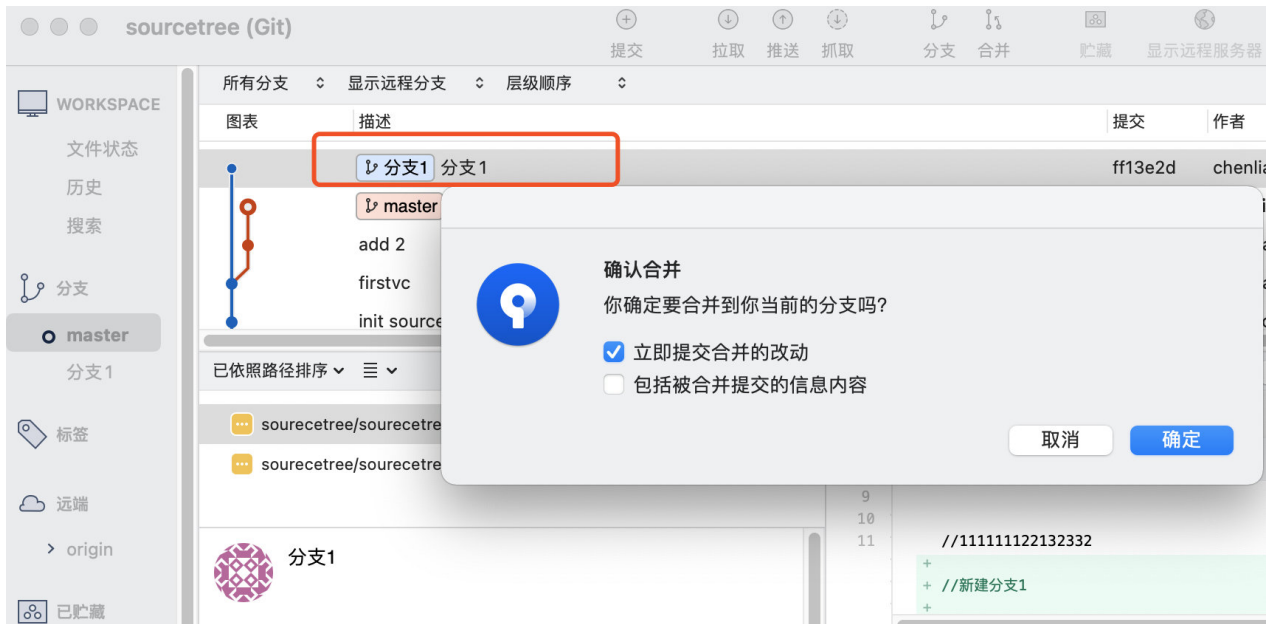 sourcetree (Git)
提交
拉取
推送
抓取
分支
合并
贮藏
显示远程服务器
WORKSPACE
文件状态
历史
搜索
分支
master
分支1
标签
远端
origin
已贮藏
所有分支
显示远程分支
层级顺序
图表
描述
提交
作者
分支1 分支1
ff13e2d
chenlia
master
add 2
firstvc
init source
已依照路径排序
sourecetree/sourecetre
sourecetree/sourecetre
分支1
确认合并
你确定要合并到你当前的分支吗?
立即提交合并的改动
包括被合并提交的信息内容
取消
确定
9
10
11 //111111122132332
+
+ //新建分支1
+